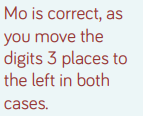 Mo is correct, as
you move the
digits 3 places to
the left in both
cases.